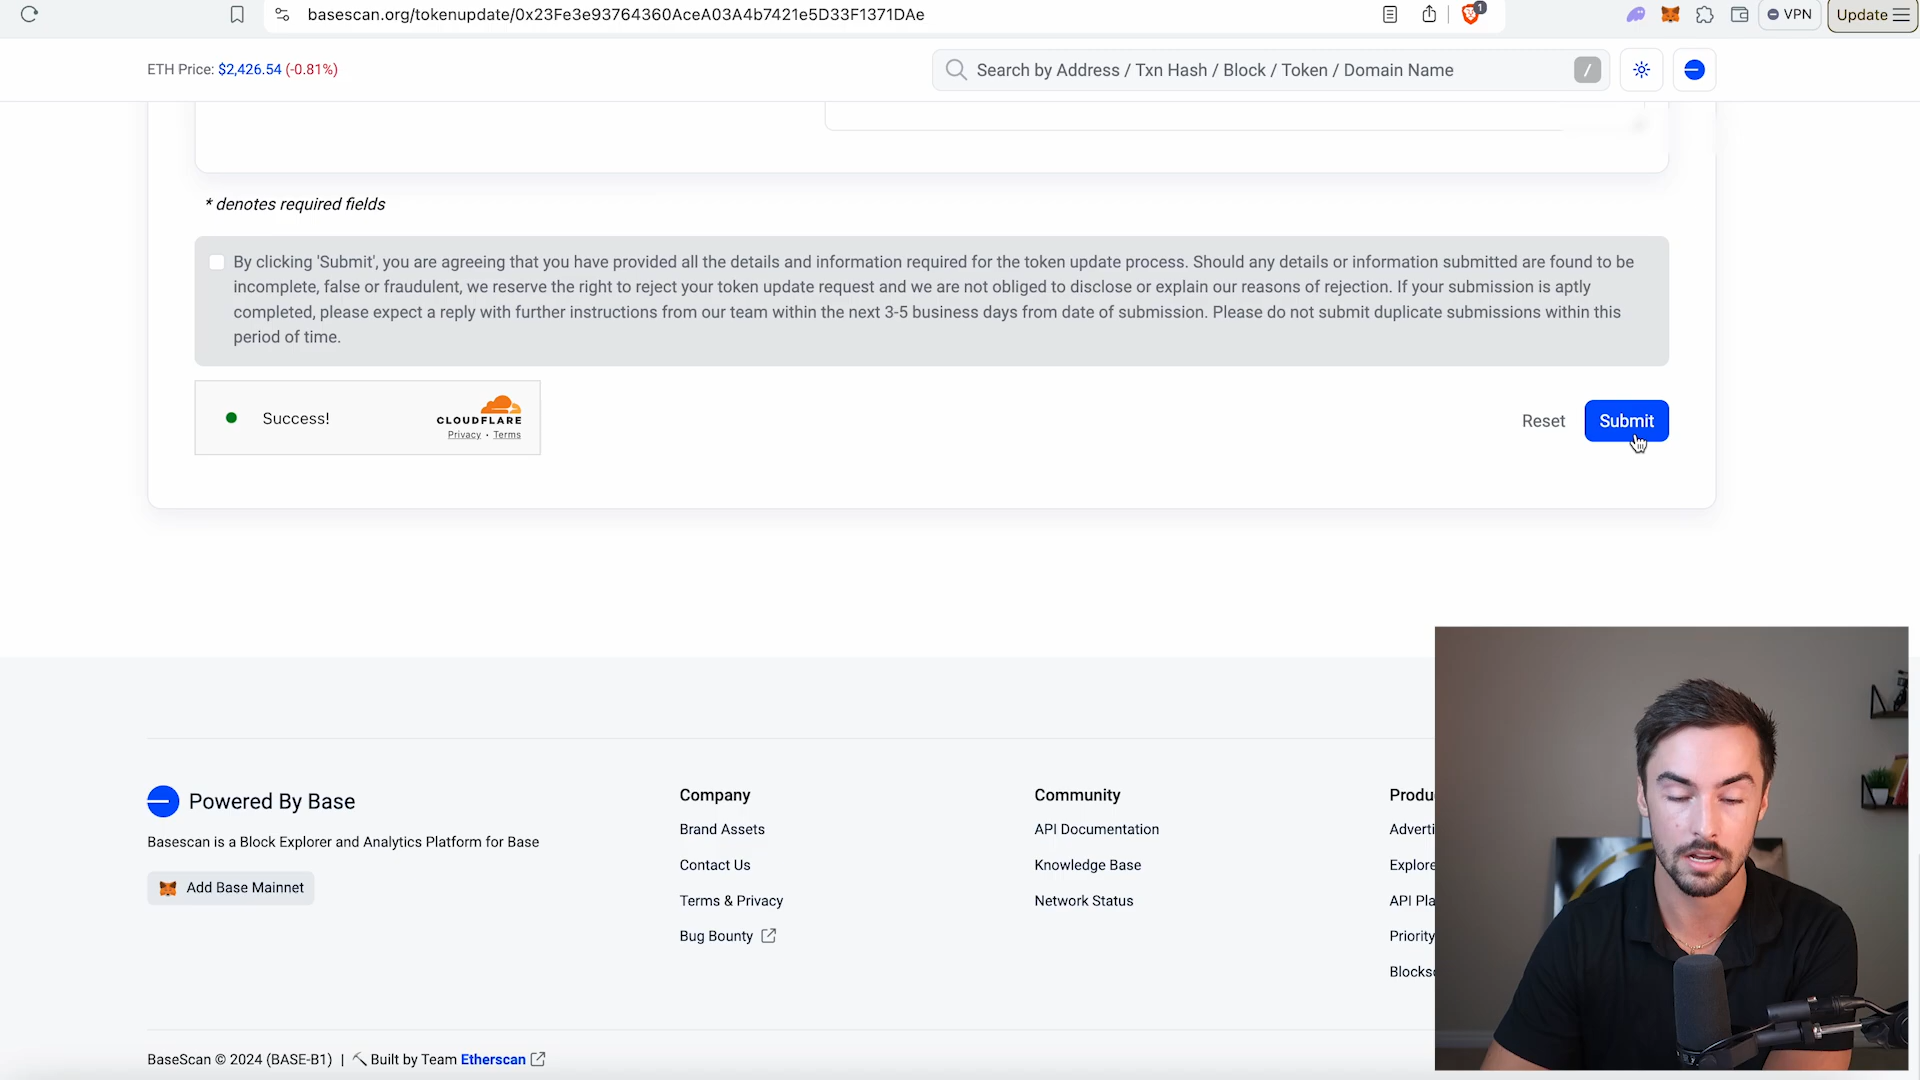 basescan.org/tokenupdate/0x23Fe3e93764360AceA03A4b7421e5D33F1371DAe
1
VPN
Update
ETH Price: $2,426.54 (-0.81%)
Search by Address / Txn Hash / Block / Token / Domain Name
/
* denotes required fields
By clicking 'Submit', you are agreeing that you have provided all the details and information required for the token update process. Should any details or information submitted are found to be
incomplete, false or fraudulent, we reserve the right to reject your token update request and we are not obliged to disclose or explain our reasons of rejection. If your submission is aptly
completed, please expect a reply with further instructions from our team within the next 3-5 business days from date of submission. Please do not submit duplicate submissions within this
period of time.
Success!
CLOUDFLARE
Privacy • Terms
Reset
Submit
Powered By Base
Basescan is a Block Explorer and Analytics Platform for Base
Add Base Mainnet
Company
Brand Assets
Contact Us
Terms & Privacy
Bug Bounty
Community
API Documentation
Knowledge Base
Network Status
Produ
Adverti
Explore
API Pla
Priority
Blocksc
BaseScan © 2024 (BASE-B1) | Built by Team Etherscan